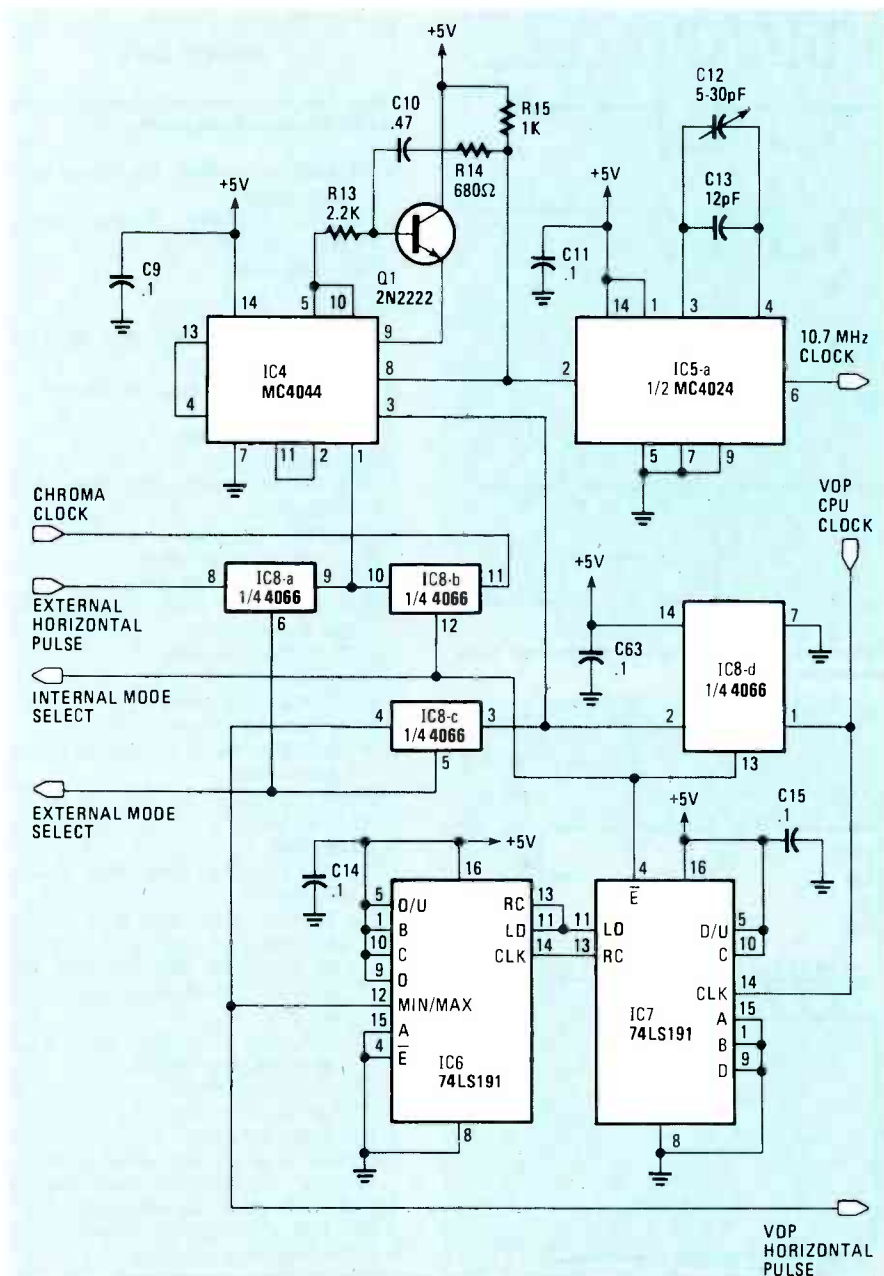 +5V
C12
5-30pF
C10
.47
R15
1K
R14
680Ω
C13
12pF
+5V
+5V
R13
2.2K
C9
.1
C11
.1
Q1
2N2222
14
5
10
14
1
3
4
13
9
IC4
MC4044
8
2
IC5-a
1/2 MC4024
6
10.7 MHz
CLOCK
4
3
7
11
2
1
5
7
9
CHROMA
CLOCK
VDP
CPU
CLOCK
8
IC8-a
1/4 4066
9
10
IC8-b
1/4 4066
11
+5V
EXTERNAL
HORIZONTAL
PULSE
6
12
14
7
C63
.1
IC8-d
1/4 4066
INTERNAL MODE
SELECT
4
IC8-c
1/4 4066
3
2
1
5
13
EXTERNAL MODE
SELECT
+5V
C15
.1
+5V
C14
.1
16
4
16
E
5
D/U
RC
13
1
B
LD
11
11
LD
D/U
5
10
C
CLK
14
13
RC
C
10
9
D
12
MIN/MAX
CLK
14
15
A
IC7
74LS191
A
15
4
E
B
1
IC6
74LS191
D
9
8
8
VDP
HORIZONTAL
PULSE